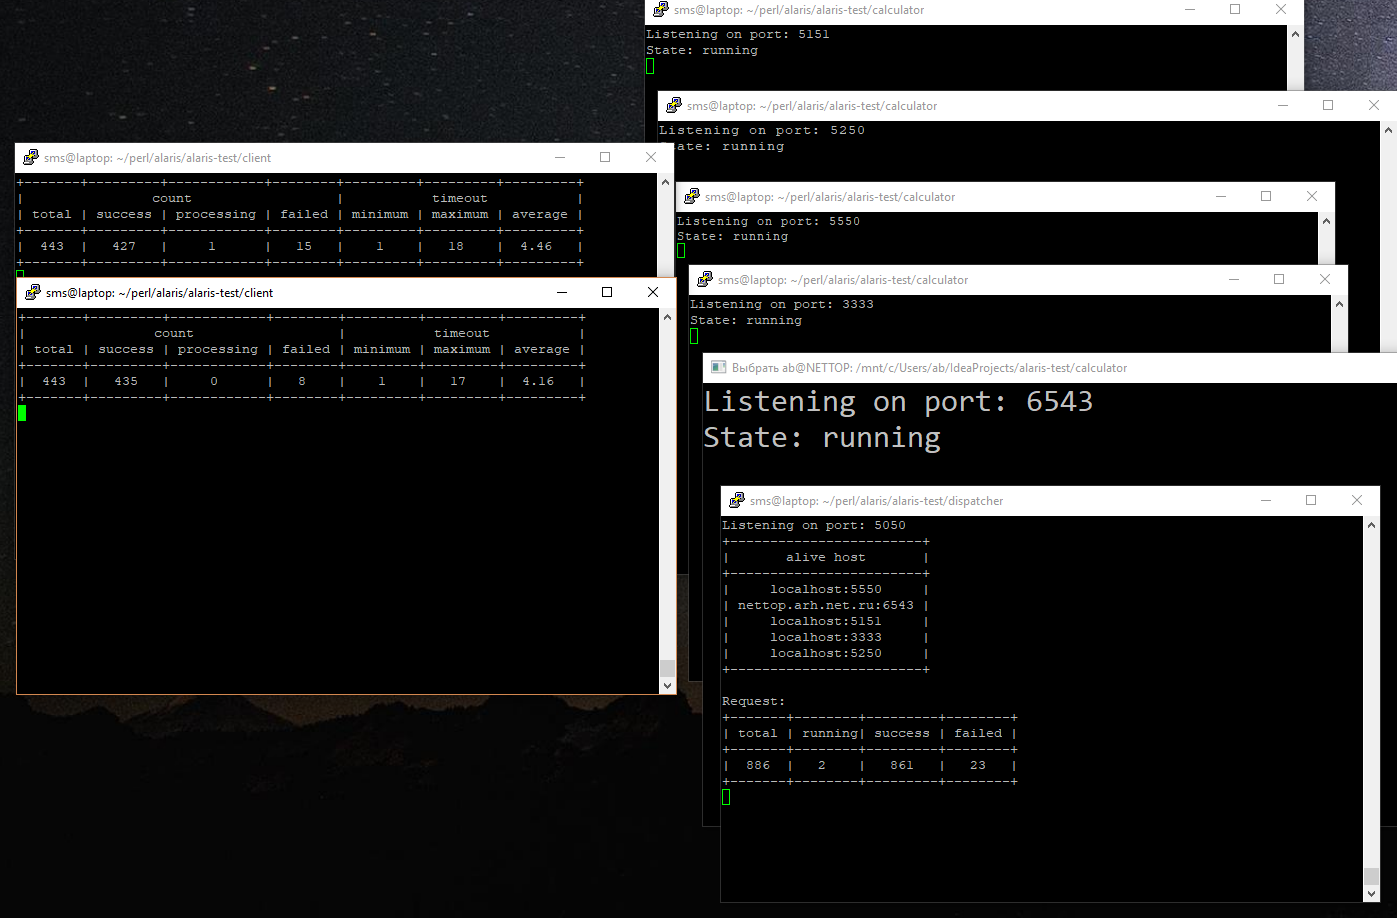 sms@laptop: ~/perl/alaris/alaris-test/calculator
Listening on port: 5151
State: running
sms@laptop: ~/perl/alaris/alaris-test/calculator
Listening on port: 5250
State: running
sms@laptop: ~/perl/alaris/alaris-test/client
+-------+---------+------------+--------+---------+---------+---------+
| count | timeout |
| total | success | processing | failed | minimum | maximum | average |
+-------+---------+------------+--------+---------+---------+---------+
| 443 | 427 | 1 | 15 | 1 | 18 | 4.46 |
+-------+---------+------------+--------+---------+---------+---------+
sms@laptop: ~/perl/alaris/alaris-test/calculator
Listening on port: 5550
State: running
sms@laptop: ~/perl/alaris/alaris-test/calculator
Listening on port: 3333
State: running
sms@laptop: ~/perl/alaris/alaris-test/client
+-------+---------+------------+--------+---------+---------+---------+
| count | timeout |
| total | success | processing | failed | minimum | maximum | average |
+-------+---------+------------+--------+---------+---------+---------+
| 443 | 435 | 0 | 8 | 1 | 17 | 4.16 |
+-------+---------+------------+--------+---------+---------+---------+
Выбрать ab@NETTOP: /mnt/c/Users/ab/IdeaProjects/alaris-test/calculator
Listening on port: 6543
State: running
sms@laptop: ~/perl/alaris/alaris-test/dispatcher
Listening on port: 5050
+------------------------+
| alive host |
+------------------------+
| localhost:5550 |
| nettop.arh.net.ru:6543 |
| localhost:5151 |
| localhost:3333 |
| localhost:5250 |
+------------------------+
Request:
+-------+--------+---------+--------+
| total | running| success | failed |
+-------+--------+---------+--------+
| 886 | 2 | 861 | 23 |
+-------+--------+---------+--------+